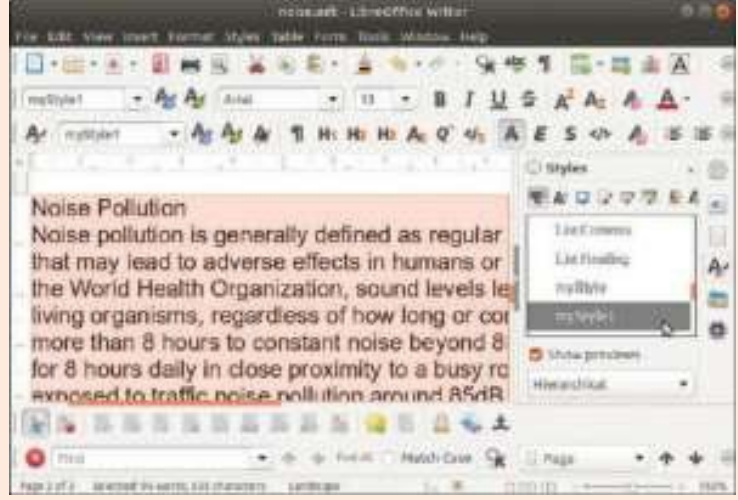 noise.odt - LibreOffice Writer
File Edit View Insert Format Styles Table Form Tools Window Help
myStyle1 Arial 13
myStyle1
Styles
Noise Pollution
Noise pollution is generally defined as regular
that may lead to adverse effects in humans or
the World Health Organization, sound levels le
living organisms, regardless of how long or con
more than 8 hours to constant noise beyond 8
for 8 hours daily in close proximity to a busy ro
exposed to traffic noise pollution around 85dB
List Contents
List Heading
myStyle
myStyle1
Show previews
Hierarchical
Find Find All Match Case Page
Page 2 of 2 Landscape